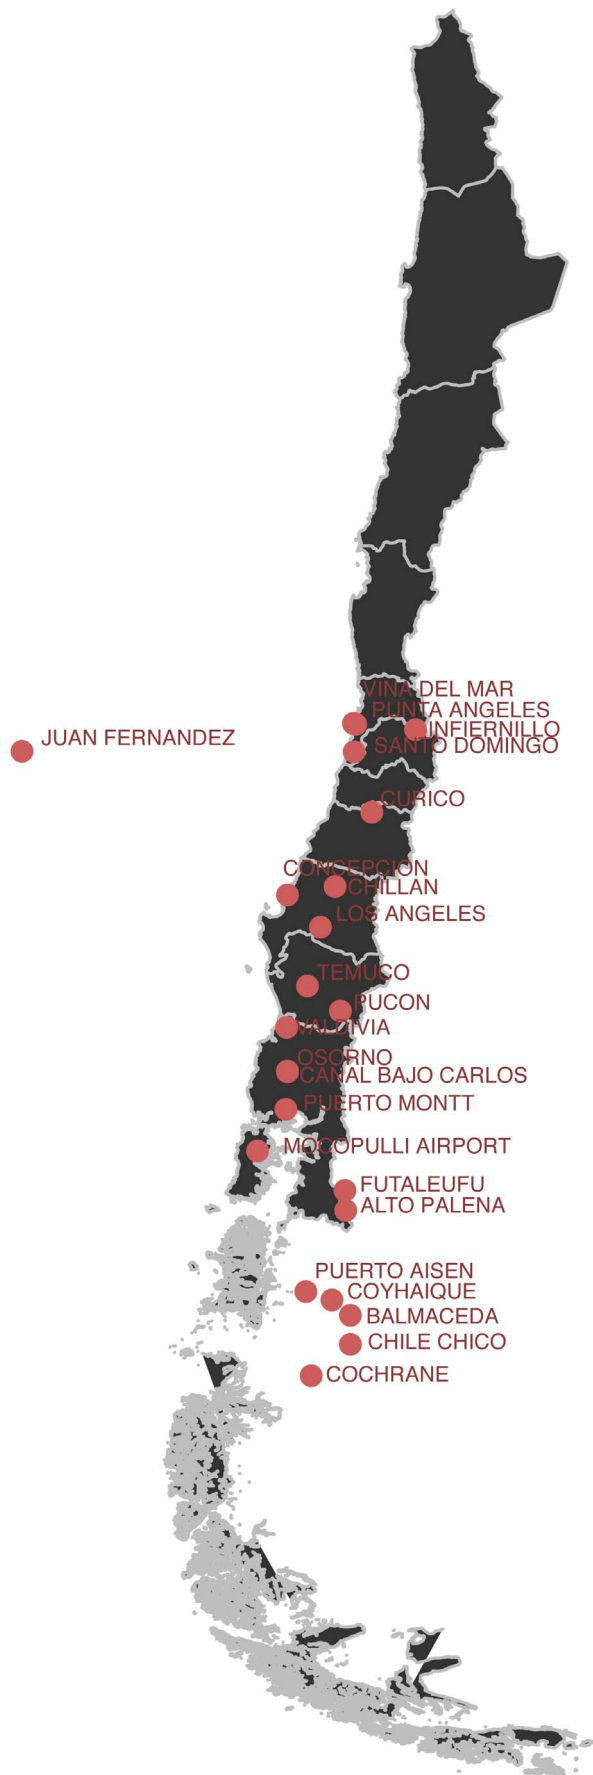 VINA DEL MAR
PUNTA ANGELES
INFIERNILLO
JUAN FERNANDEZ
SANTO DOMINGO
CURICO
CONCEPCION
CHILLAN
LOS ANGELES
TEMUCO
PUCON
VALDIVIA
OSORNO
CANAL BAJO CARLOS
PUERTO MONTT
MOCOPULLI AIRPORT
FUTALEUFU
ALTO PALENA
PUERTO AISEN
COYHAIQUE
BALMACEDA
CHILE CHICO
COCHRANE